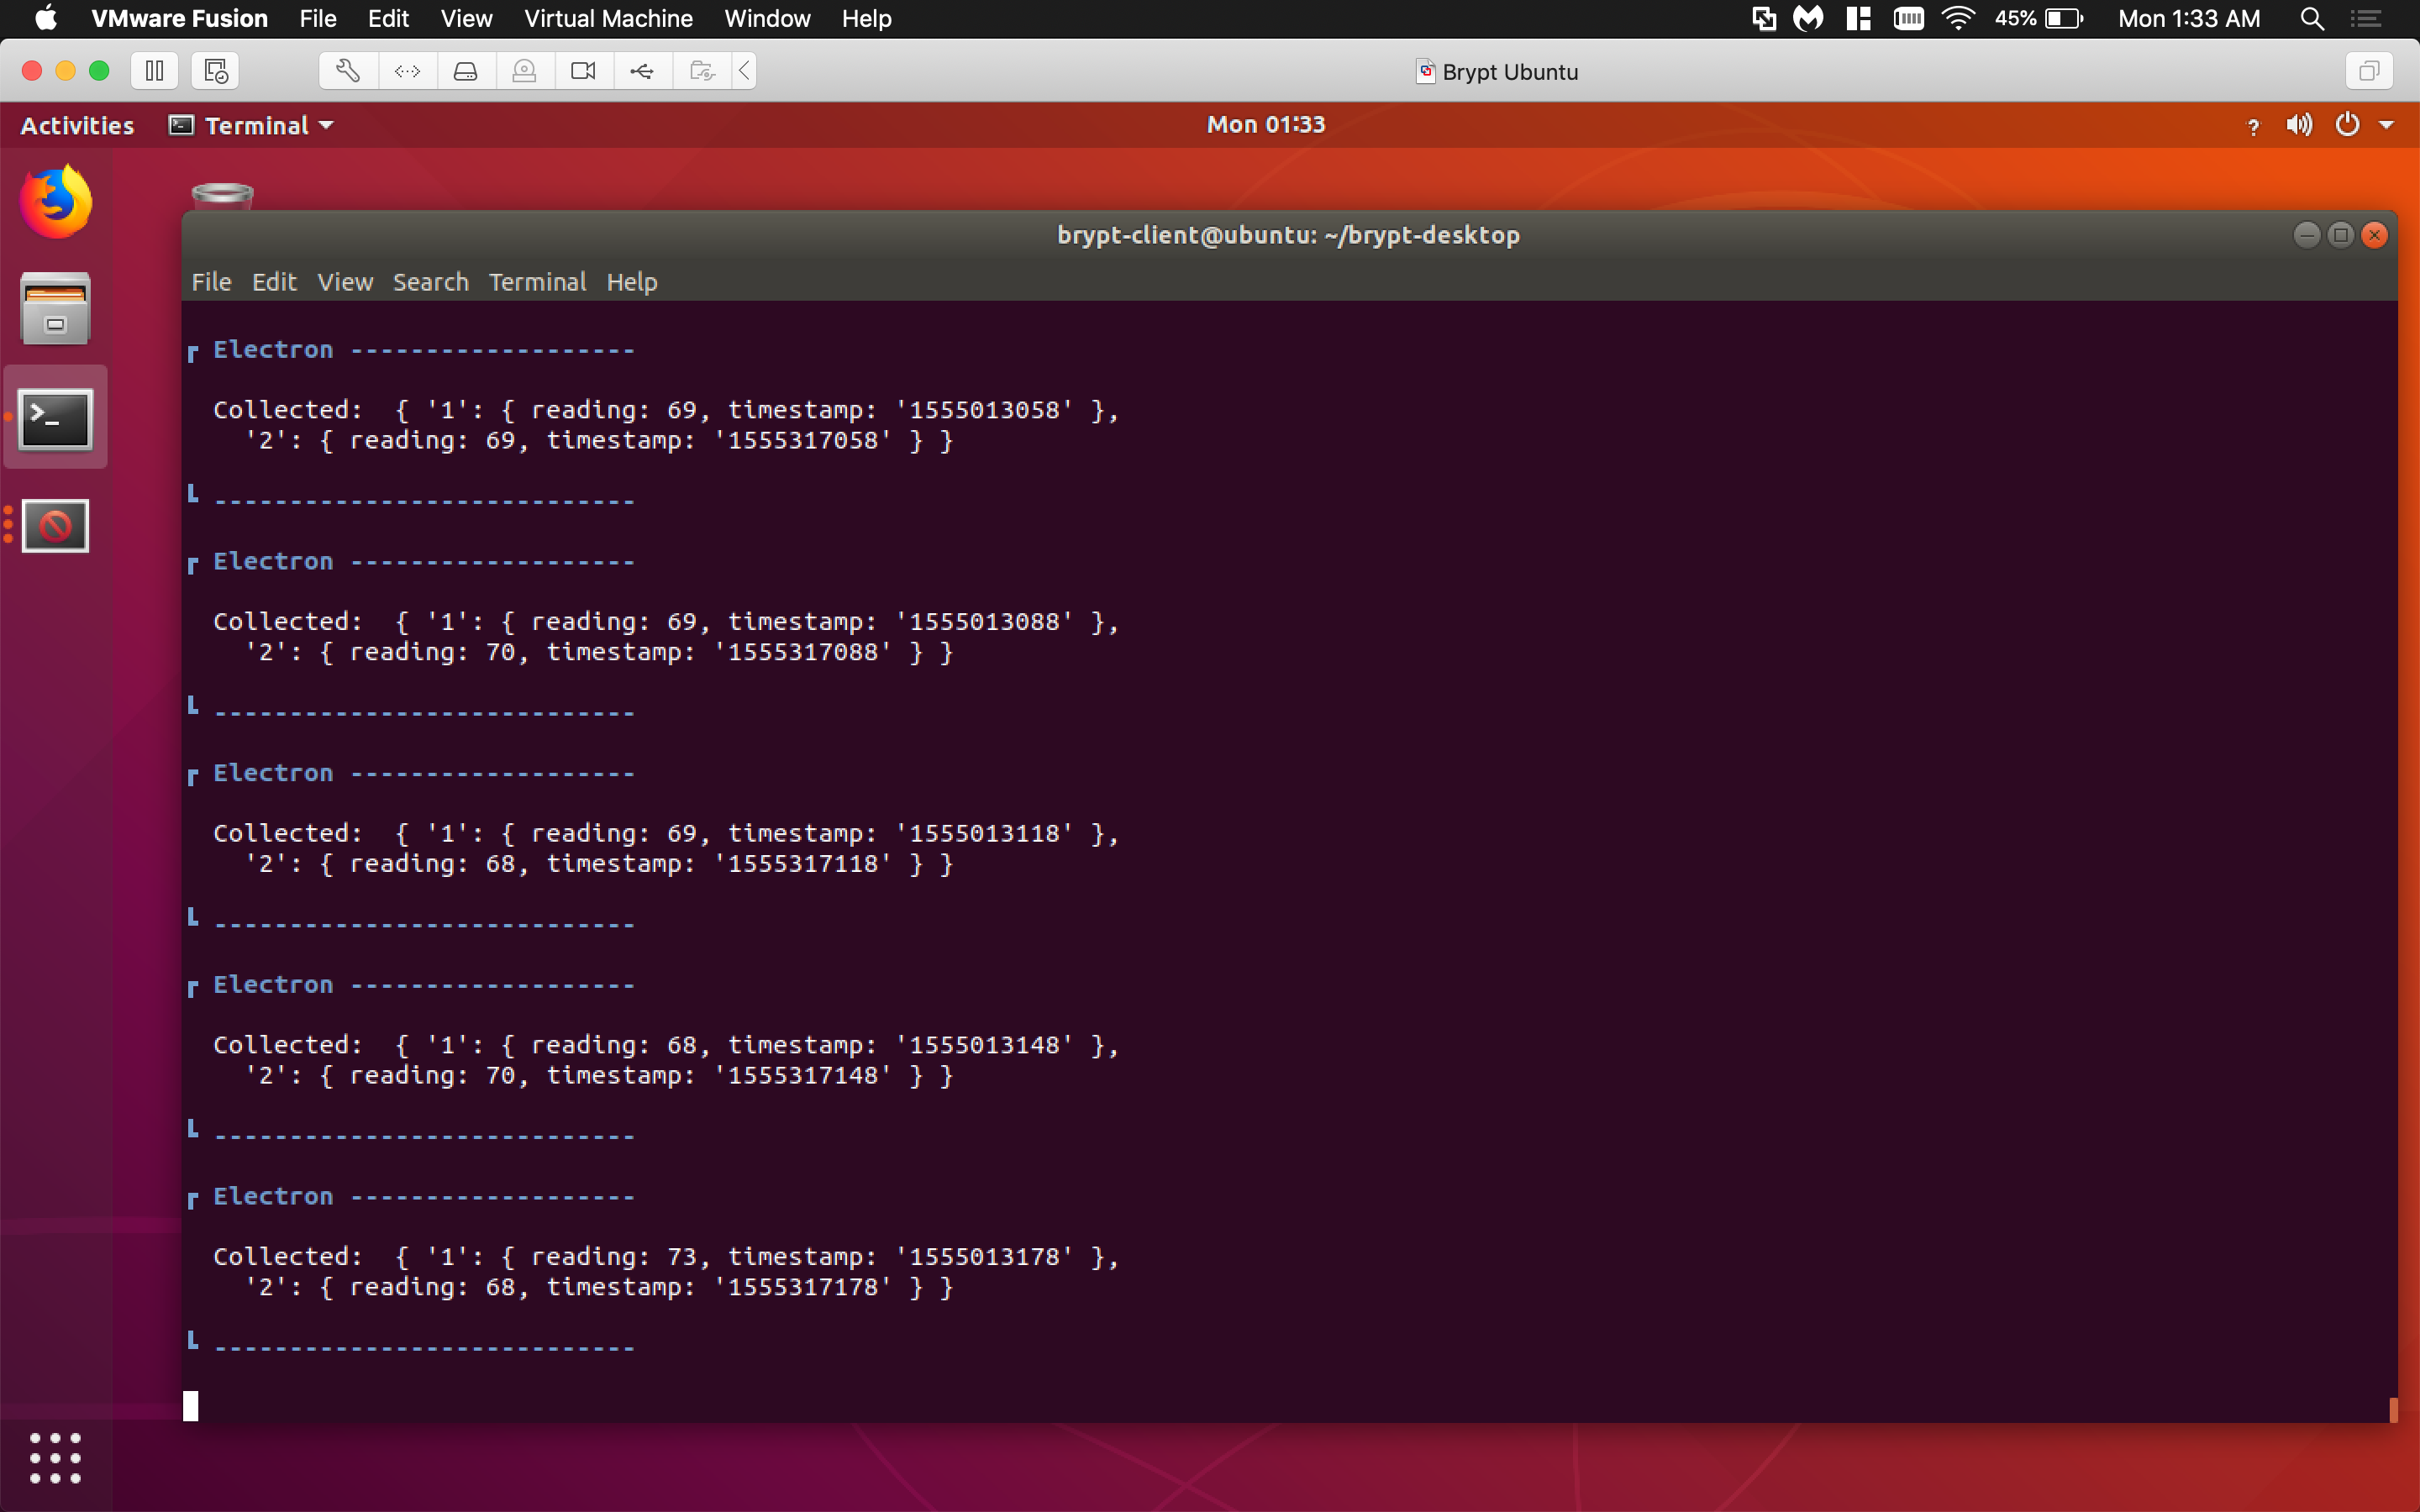 VMware Fusion File Edit View Virtual Machine Window Help 45% Mon 1:33 AM
Brypt Ubuntu
Activities Terminal Mon 01:33 ?
brypt-client@ubuntu: ~/brypt-desktop
File Edit View Search Terminal Help
┏ Electron -------------------
Collected:  { '1': { reading: 69, timestamp: '1555013058' },
'2': { reading: 69, timestamp: '1555317058' } }
┗ ----------------------------
┏ Electron -------------------
Collected:  { '1': { reading: 69, timestamp: '1555013088' },
'2': { reading: 70, timestamp: '1555317088' } }
┗ ----------------------------
┏ Electron -------------------
Collected:  { '1': { reading: 69, timestamp: '1555013118' },
'2': { reading: 68, timestamp: '1555317118' } }
┗ ----------------------------
┏ Electron -------------------
Collected:  { '1': { reading: 68, timestamp: '1555013148' },
'2': { reading: 70, timestamp: '1555317148' } }
┗ ----------------------------
┏ Electron -------------------
Collected:  { '1': { reading: 73, timestamp: '1555013178' },
'2': { reading: 68, timestamp: '1555317178' } }
┗ ----------------------------